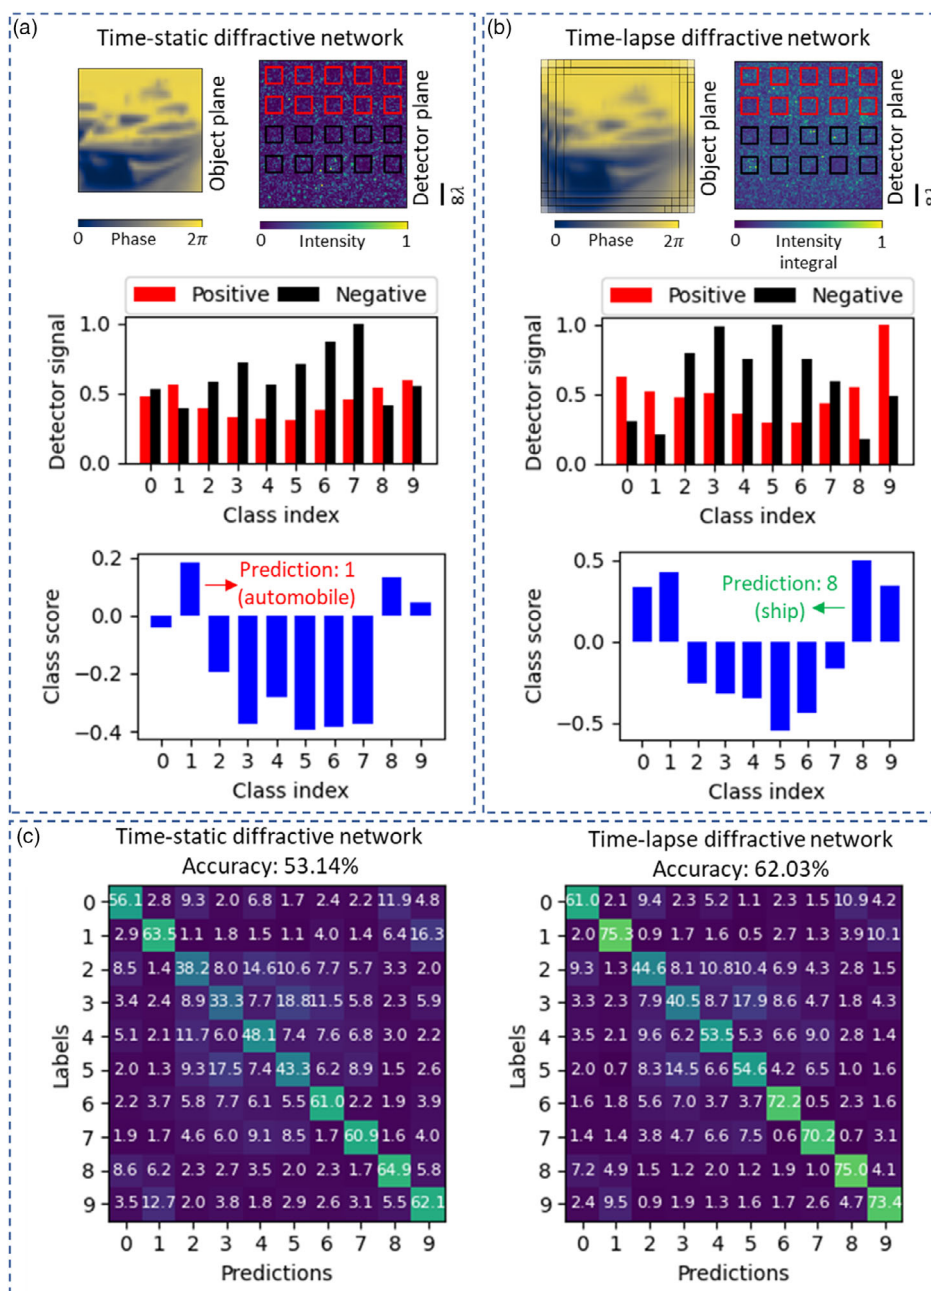 (a)
Time-static diffractive network
Object plane
Detector plane
8λ
0 2π
Phase
0 1
Intensity
Positive Negative
Detector signal
1.0
0.5
0.0
0 1 2 3 4 5 6 7 8 9
Class index
Class score
0.2
0.0
−0.2
−0.4
Prediction: 1
(automobile)
0 1 2 3 4 5 6 7 8 9
Class index
(b)
Time-lapse diffractive network
Object plane
Detector plane
8λ
0 2π
Phase
0 1
Intensity
integral
Positive Negative
Detector signal
1.0
0.5
0.0
0 1 2 3 4 5 6 7 8 9
Class index
Class score
0.5
0.0
−0.5
Prediction: 8
(ship)
0 1 2 3 4 5 6 7 8 9
Class index
(c)
Time-static diffractive network
Accuracy: 53.14%
Labels
0 56.1 2.8 9.3 2.0 6.8 1.7 2.4 2.2 11.9 4.8
1 2.9 63.5 1.1 1.8 1.5 1.1 4.0 1.4 6.4 16.3
2 8.5 1.4 38.2 8.0 14.6 10.6 7.7 5.7 3.3 2.0
3 3.4 2.4 8.9 33.3 7.7 18.8 11.5 5.8 2.3 5.9
4 5.1 2.1 11.7 6.0 48.1 7.4 7.6 6.8 3.0 2.2
5 2.0 1.3 9.3 17.5 7.4 43.3 6.2 8.9 1.5 2.6
6 2.2 3.7 5.8 7.7 6.1 5.5 61.0 2.2 1.9 3.9
7 1.9 1.7 4.6 6.0 9.1 8.5 1.7 60.9 1.6 4.0
8 8.6 6.2 2.3 2.7 3.5 2.0 2.3 1.7 64.9 5.8
9 3.5 12.7 2.0 3.8 1.8 2.9 2.6 3.1 5.5 62.1
0 1 2 3 4 5 6 7 8 9
Predictions
Time-lapse diffractive network
Accuracy: 62.03%
Labels
0 61.0 2.1 9.4 2.3 5.2 1.1 2.3 1.5 10.9 4.2
1 2.0 75.3 0.9 1.7 1.6 0.5 2.7 1.3 3.9 10.1
2 9.3 1.3 44.6 8.1 10.8 10.4 6.9 4.3 2.8 1.5
3 3.3 2.3 7.9 40.5 8.7 17.9 8.6 4.7 1.8 4.3
4 3.5 2.1 9.6 6.2 53.5 5.3 6.6 9.0 2.8 1.4
5 2.0 0.7 8.3 14.5 6.6 54.6 4.2 6.5 1.0 1.6
6 1.6 1.8 5.6 7.0 3.7 3.7 72.2 0.5 2.3 1.6
7 1.4 1.4 3.8 4.7 6.6 7.5 0.6 70.2 0.7 3.1
8 7.2 4.9 1.5 1.2 2.0 1.2 1.9 1.0 75.0 4.1
9 2.4 9.5 0.9 1.9 1.3 1.6 1.7 2.6 4.7 73.4
0 1 2 3 4 5 6 7 8 9
Predictions